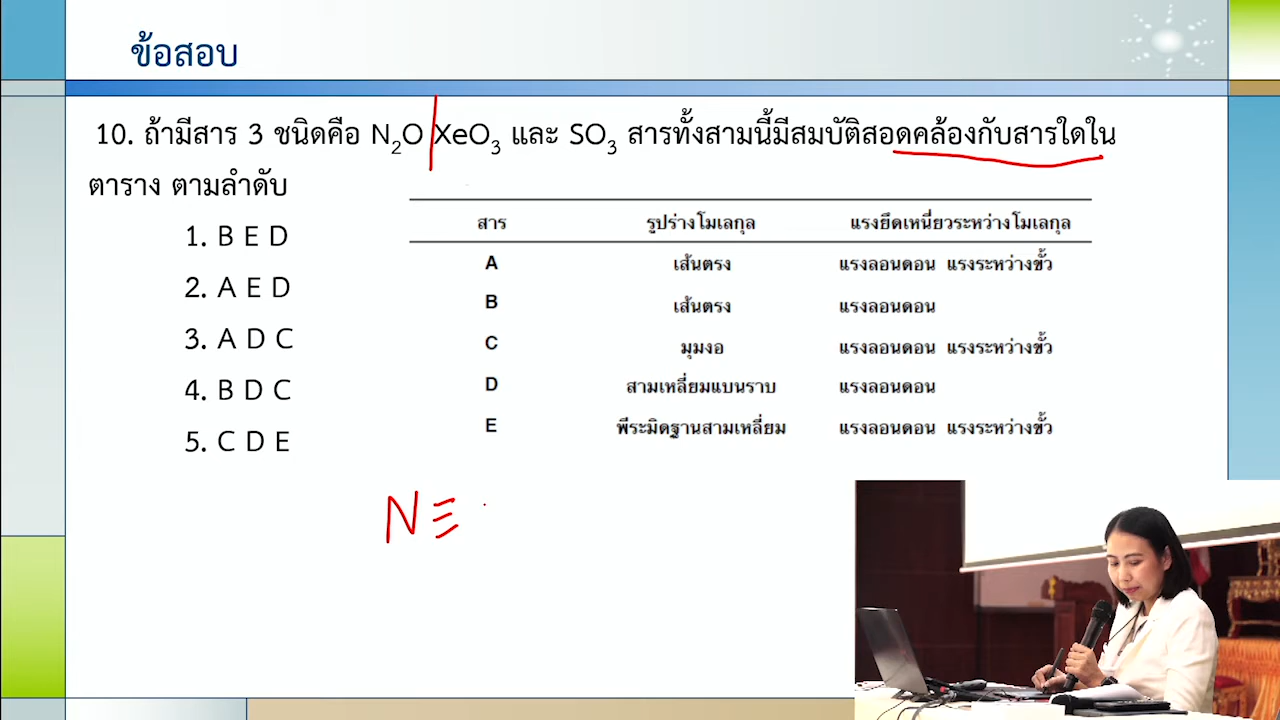 ข้อสอบ
10. ถ้ามีสาร 3 ชนิดคือ N₂O XeO₃ และ SO₃ สารทั้งสามนี้มีสมบัติสอดคล้องกับสารใดใน
ตาราง ตามลำดับ
1. B E D
2. A E D
3. A D C
4. B D C
5. C D E
สาร รูปร่างโมเลกุล แรงยึดเหนี่ยวระหว่างโมเลกุล
A เส้นตรง แรงลอนดอน แรงระหว่างขั้ว
B เส้นตรง แรงลอนดอน
C มุมงอ แรงลอนดอน แรงระหว่างขั้ว
D สามเหลี่ยมแบนราบ แรงลอนดอน
E พีระมิดฐานสามเหลี่ยม แรงลอนดอน แรงระหว่างขั้ว
N≡